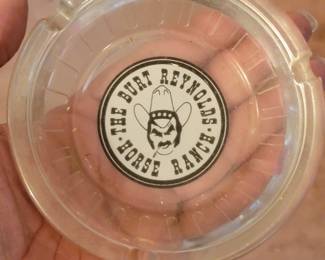 · THE BURT REYNOLDS ·
HORSE RANCH